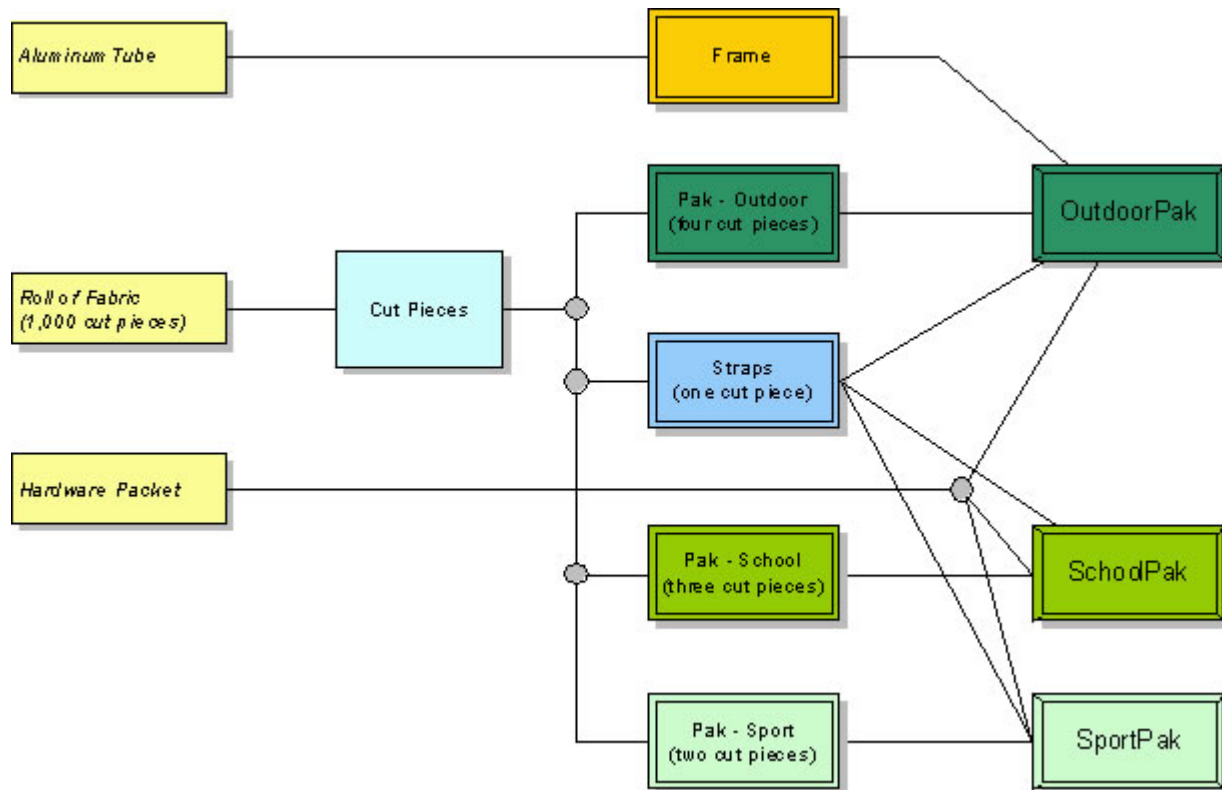 Aluminum Tube
Frame
Pak - Outdoor
(four cut pieces)
OutdoorPak
Roll of Fabric
(1,000 cut pieces)
Cut Pieces
Straps
(one cut piece)
Hardware Packet
Pak - School
(three cut pieces)
SchoolPak
Pak - Sport
(two cut pieces)
SportPak